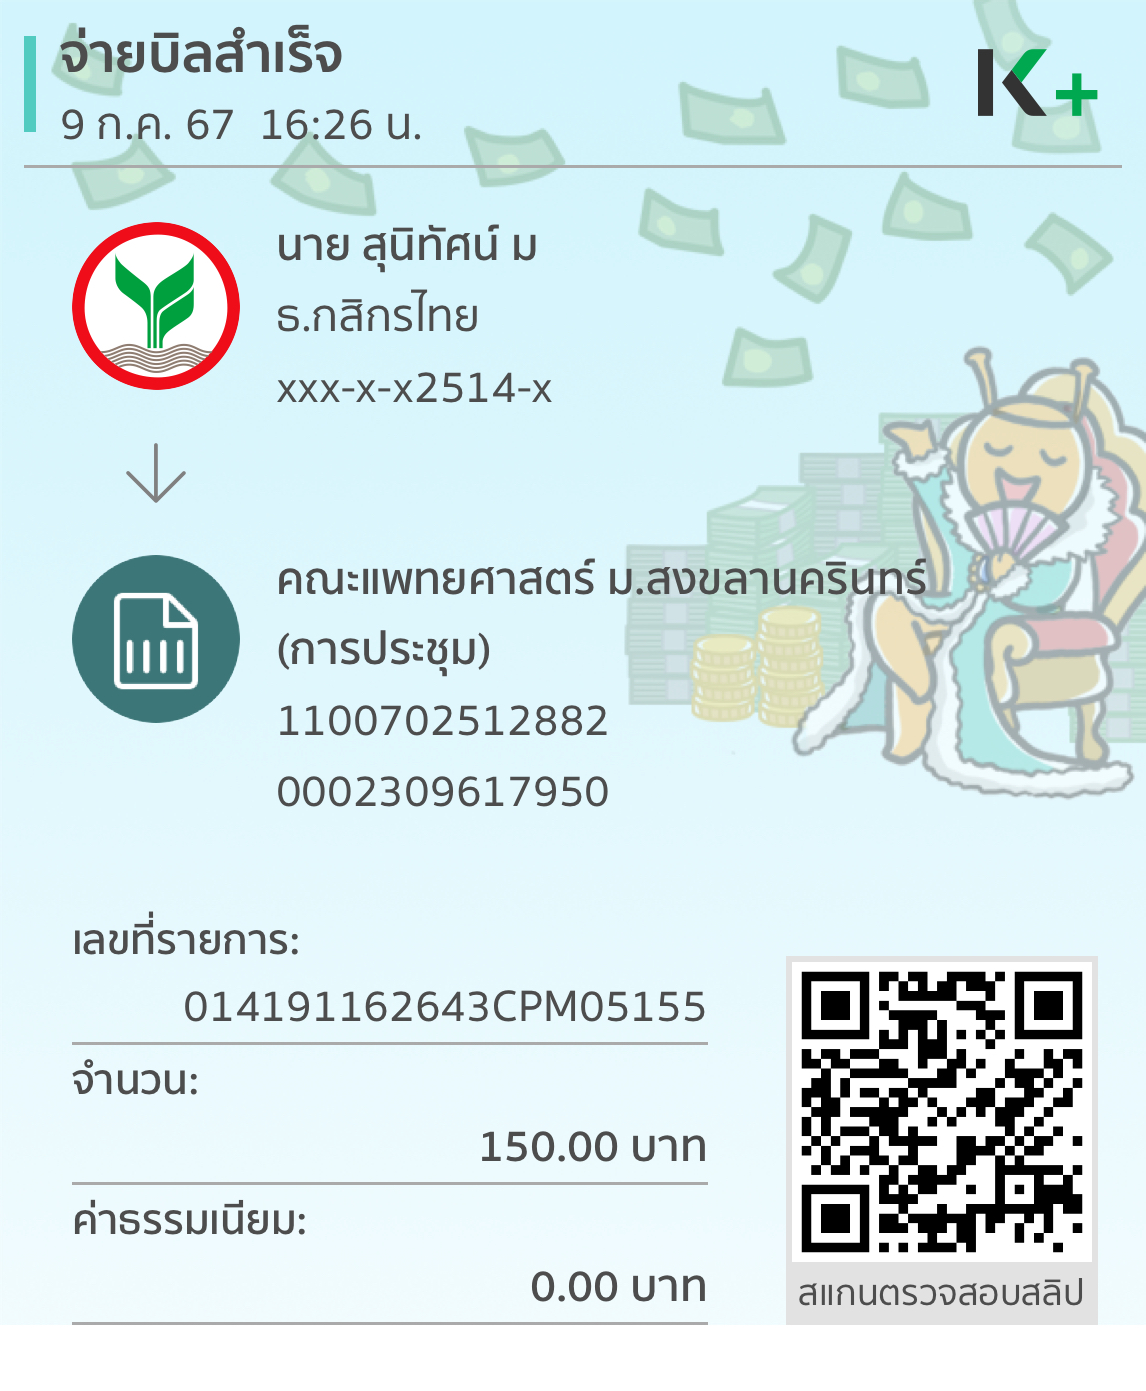 จ่ายบิลสำเร็จ
9 ก.ค. 67 16:26 น.
K+
นาย สุนิทัศน์ ม
ธ.กสิกรไทย
xxx-x-x2514-x
คณะแพทยศาสตร์ ม.สงขลานครินทร์
(การประชุม)
1100702512882
0002309617950
เลขที่รายการ:
014191162643CPM05155
จำนวน:
150.00 บาท
ค่าธรรมเนียม:
0.00 บาท
สแกนตรวจสอบสลิป